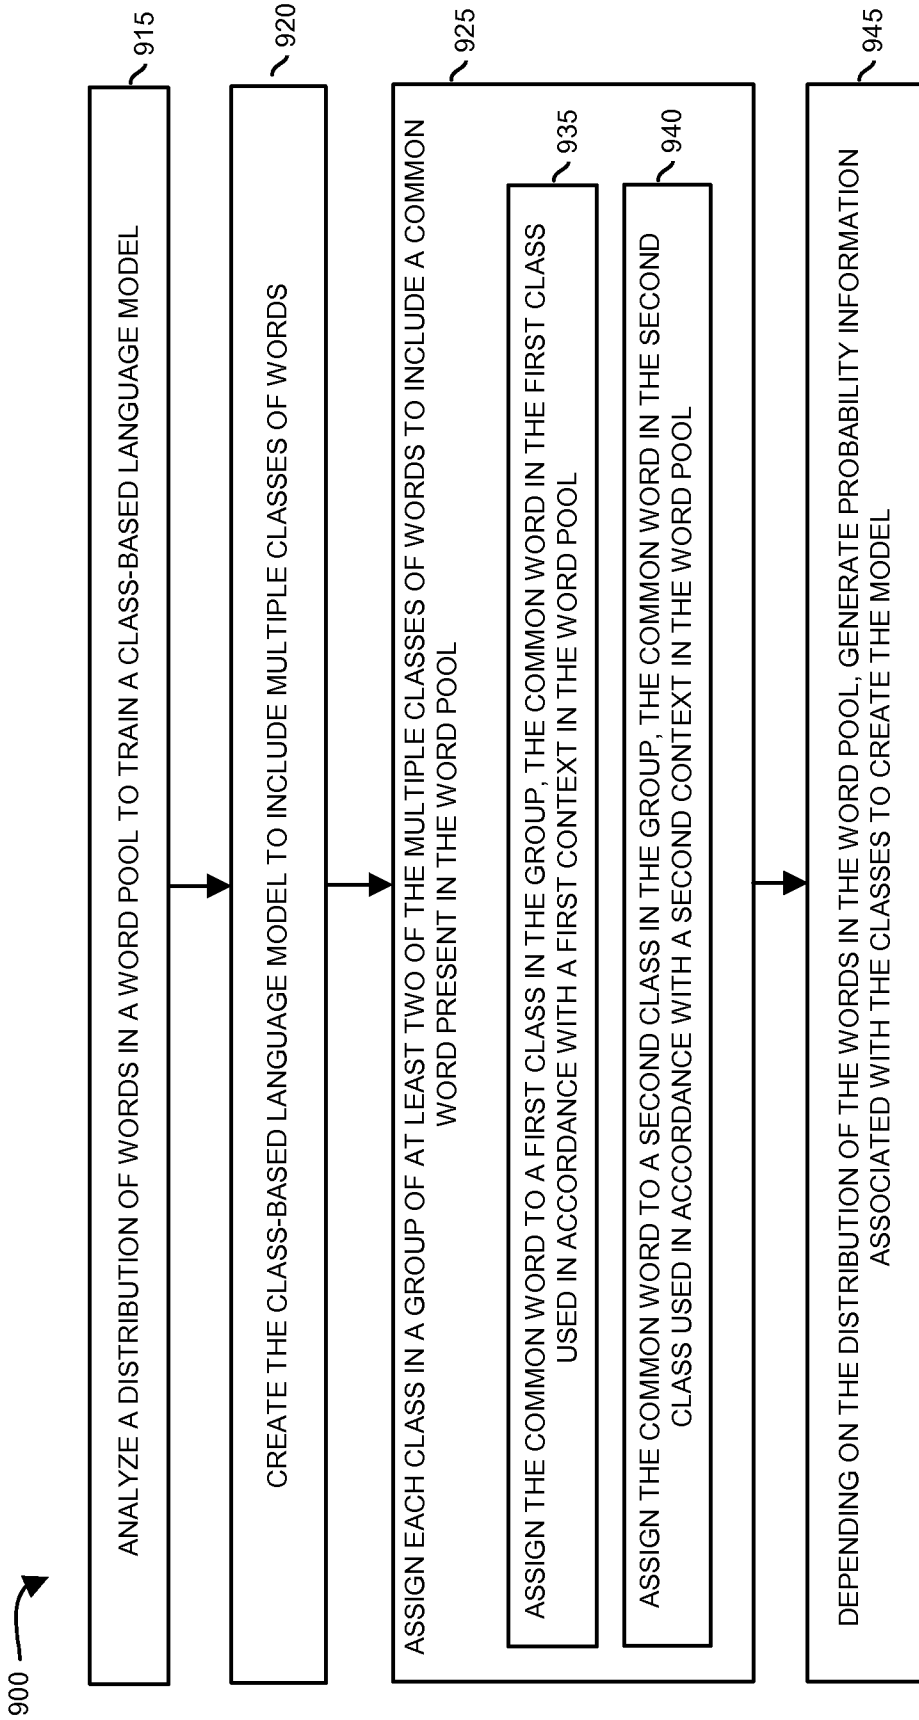 900
ANALYZE A DISTRIBUTION OF WORDS IN A WORD POOL TO TRAIN A CLASS-BASED LANGUAGE MODEL
915
CREATE THE CLASS-BASED LANGUAGE MODEL TO INCLUDE MULTIPLE CLASSES OF WORDS
920
ASSIGN EACH CLASS IN A GROUP OF AT LEAST TWO OF THE MULTIPLE CLASSES OF WORDS TO INCLUDE A COMMON
WORD PRESENT IN THE WORD POOL
925
ASSIGN THE COMMON WORD TO A FIRST CLASS IN THE GROUP, THE COMMON WORD IN THE FIRST CLASS
USED IN ACCORDANCE WITH A FIRST CONTEXT IN THE WORD POOL
935
ASSIGN THE COMMON WORD TO A SECOND CLASS IN THE GROUP, THE COMMON WORD IN THE SECOND
CLASS USED IN ACCORDANCE WITH A SECOND CONTEXT IN THE WORD POOL
940
DEPENDING ON THE DISTRIBUTION OF THE WORDS IN THE WORD POOL, GENERATE PROBABILITY INFORMATION
ASSOCIATED WITH THE CLASSES TO CREATE THE MODEL
945